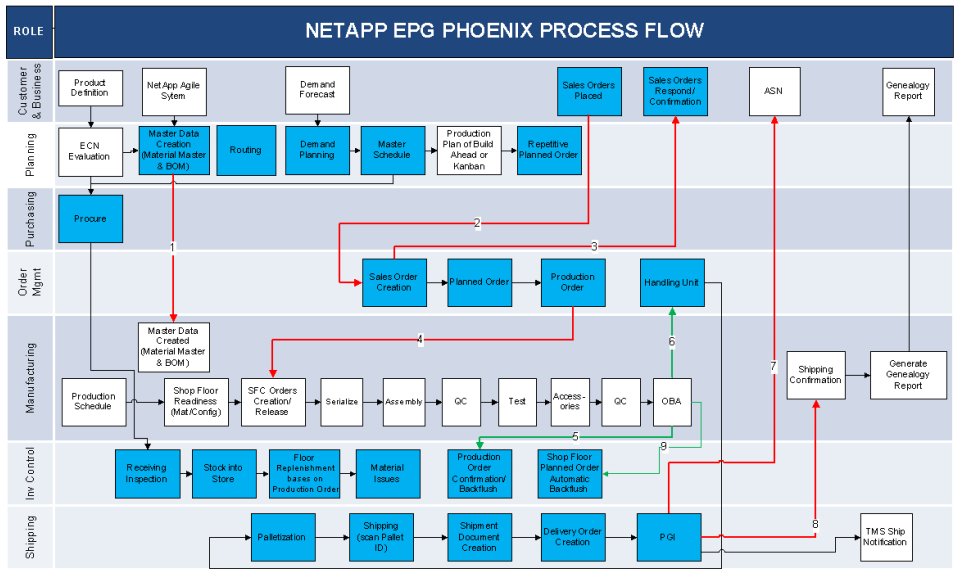 ROLE
NETAPP EPG PHOENIX PROCESS FLOW
Customer
& Business
Product
Definition
NetApp Agile
Sytem
Demand
Forecast
Sales Orders
Placed
Sales Orders
Respond/
Confirmation
ASN
Genealogy
Report
Planning
ECN
Evaluation
Master Data
Creation
(Material Master
& BOM)
Routing
Demand
Planning
Master
Schedule
Production
Plan of Build
Ahead or
Kanban
Repetitive
Planned Order
Purchasing
Procure
1
2
3
Order
Mgmt
Sales Order
Creation
Planned Order
Production
Order
Handling Unit
Manufacturing
Master Data
Created
(Material Master
& BOM)
4
6
7
Shipping
Confirmation
Generate
Genealogy
Report
Production
Schedule
Shop Floor
Readiness
(Mat/Config)
SFC Orders
Creation/
Release
Serialize
Assembly
QC
Test
Access-
ories
QC
OBA
5
9
Inv Control
Receiving
Inspection
Stock into
Store
Floor
Replenishment
bases on
Production Order
Material
Issues
Production
Order
Confirmation/
Backflush
Shop Floor
Planned Order
Automatic
Backflush
Shipping
Palletization
Shipping
(scan Pallet
ID)
Shipment
Document
Creation
Delivery Order
Creation
PGI
8
TMS Ship
Notification